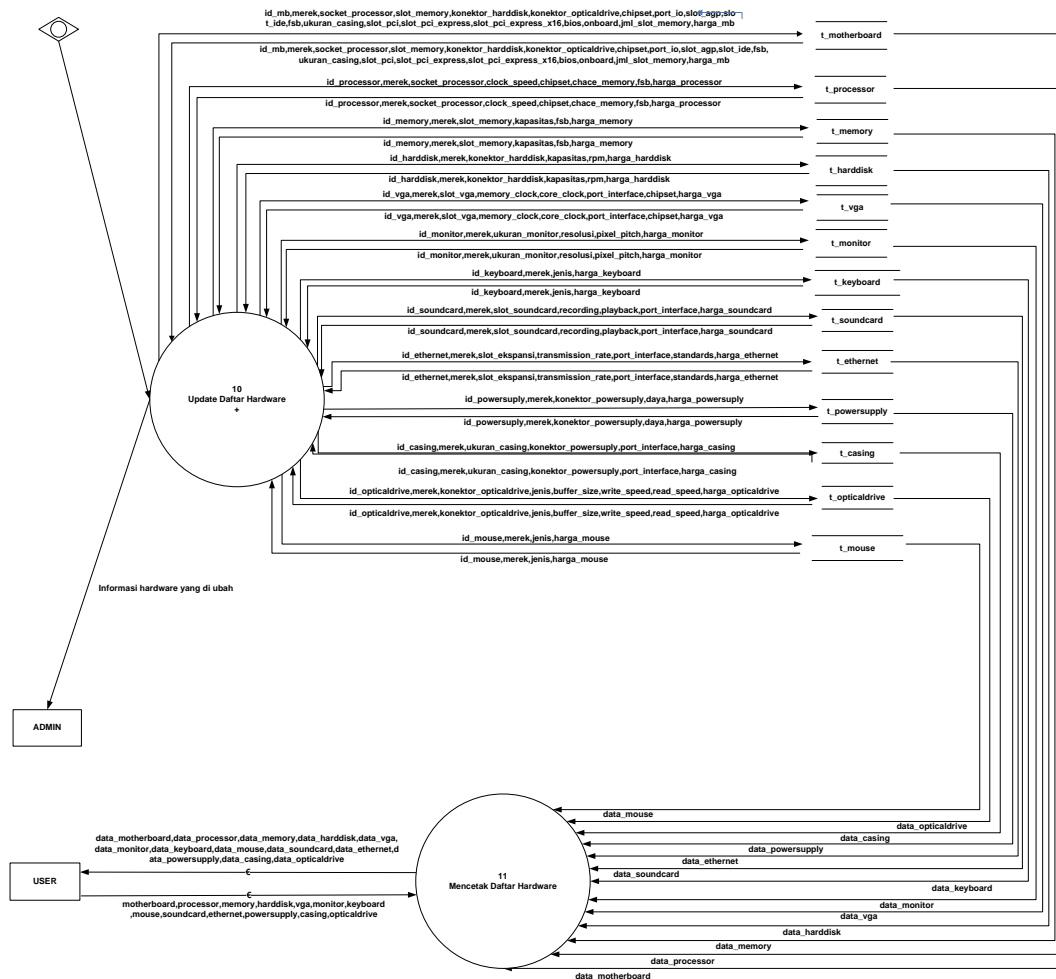 id_mb,merek,socket_processor,slot_memory,konektor_harddisk,konektor_opticaldrive,chipset,port_io,slot_agp,slo
t_ide,fsb,ukuran_casing,slot_pci,slot_pci_express,slot_pci_express_x16,bios,onboard,jml_slot_memory,harga_mb
t_motherboard
id_mb,merek,socket_processor,slot_memory,konektor_harddisk,konektor_opticaldrive,chipset,port_io,slot_agp,slot_ide,fsb,
ukuran_casing,slot_pci,slot_pci_express,slot_pci_express_x16,bios,onboard,jml_slot_memory,harga_mb
id_processor,merek,socket_processor,clock_speed,chipset,chace_memory,fsb,harga_processor
t_processor
id_processor,merek,socket_processor,clock_speed,chipset,chace_memory,fsb,harga_processor
id_memory,merek,slot_memory,kapasitas,fsb,harga_memory
t_memory
id_memory,merek,slot_memory,kapasitas,fsb,harga_memory
id_harddisk,merek,konektor_harddisk,kapasitas,rpm,harga_harddisk
t_harddisk
id_harddisk,merek,konektor_harddisk,kapasitas,rpm,harga_harddisk
id_vga,merek,slot_vga,memory_clock,core_clock,port_interface,chipset,harga_vga
t_vga
id_vga,merek,slot_vga,memory_clock,core_clock,port_interface,chipset,harga_vga
id_monitor,merek,ukuran_monitor,resolusi,pixel_pitch,harga_monitor
t_monitor
id_monitor,merek,ukuran_monitor,resolusi,pixel_pitch,harga_monitor
id_keyboard,merek,jenis,harga_keyboard
t_keyboard
id_keyboard,merek,jenis,harga_keyboard
id_soundcard,merek,slot_soundcard,recording,playback,port_interface,harga_soundcard
t_soundcard
id_soundcard,merek,slot_soundcard,recording,playback,port_interface,harga_soundcard
id_ethernet,merek,slot_ekspansi,transmission_rate,port_interface,standards,harga_ethernet
t_ethernet
id_ethernet,merek,slot_ekspansi,transmission_rate,port_interface,standards,harga_ethernet
10
Update Daftar Hardware
+
id_powersuply,merek,konektor_powersuply,daya,harga_powersuply
t_powersupply
id_powersuply,merek,konektor_powersuply,daya,harga_powersuply
id_casing,merek,ukuran_casing,konektor_powersuply,port_interface,harga_casing
t_casing
id_casing,merek,ukuran_casing,konektor_powersuply,port_interface,harga_casing
id_opticaldrive,merek,konektor_opticaldrive,jenis,buffer_size,write_speed,read_speed,harga_opticaldrive
t_opticaldrive
id_opticaldrive,merek,konektor_opticaldrive,jenis,buffer_size,write_speed,read_speed,harga_opticaldrive
id_mouse,merek,jenis,harga_mouse
t_mouse
id_mouse,merek,jenis,harga_mouse
Informasi hardware yang di ubah
ADMIN
data_mouse
data_opticaldrive
data_casing
data_powersupply
data_ethernet
data_soundcard
data_keyboard
data_monitor
data_vga
data_harddisk
data_memory
data_processor
data_motherboard
data_motherboard,data_processor,data_memory,data_harddisk,data_vga,
data_monitor,data_keyboard,data_mouse,data_soundcard,data_ethernet,d
ata_powersupply,data_casing,data_opticaldrive
USER
11
Mencetak Daftar Hardware
motherboard,processor,memory,harddisk,vga,monitor,keyboard
,mouse,soundcard,ethernet,powersupply,casing,opticaldrive